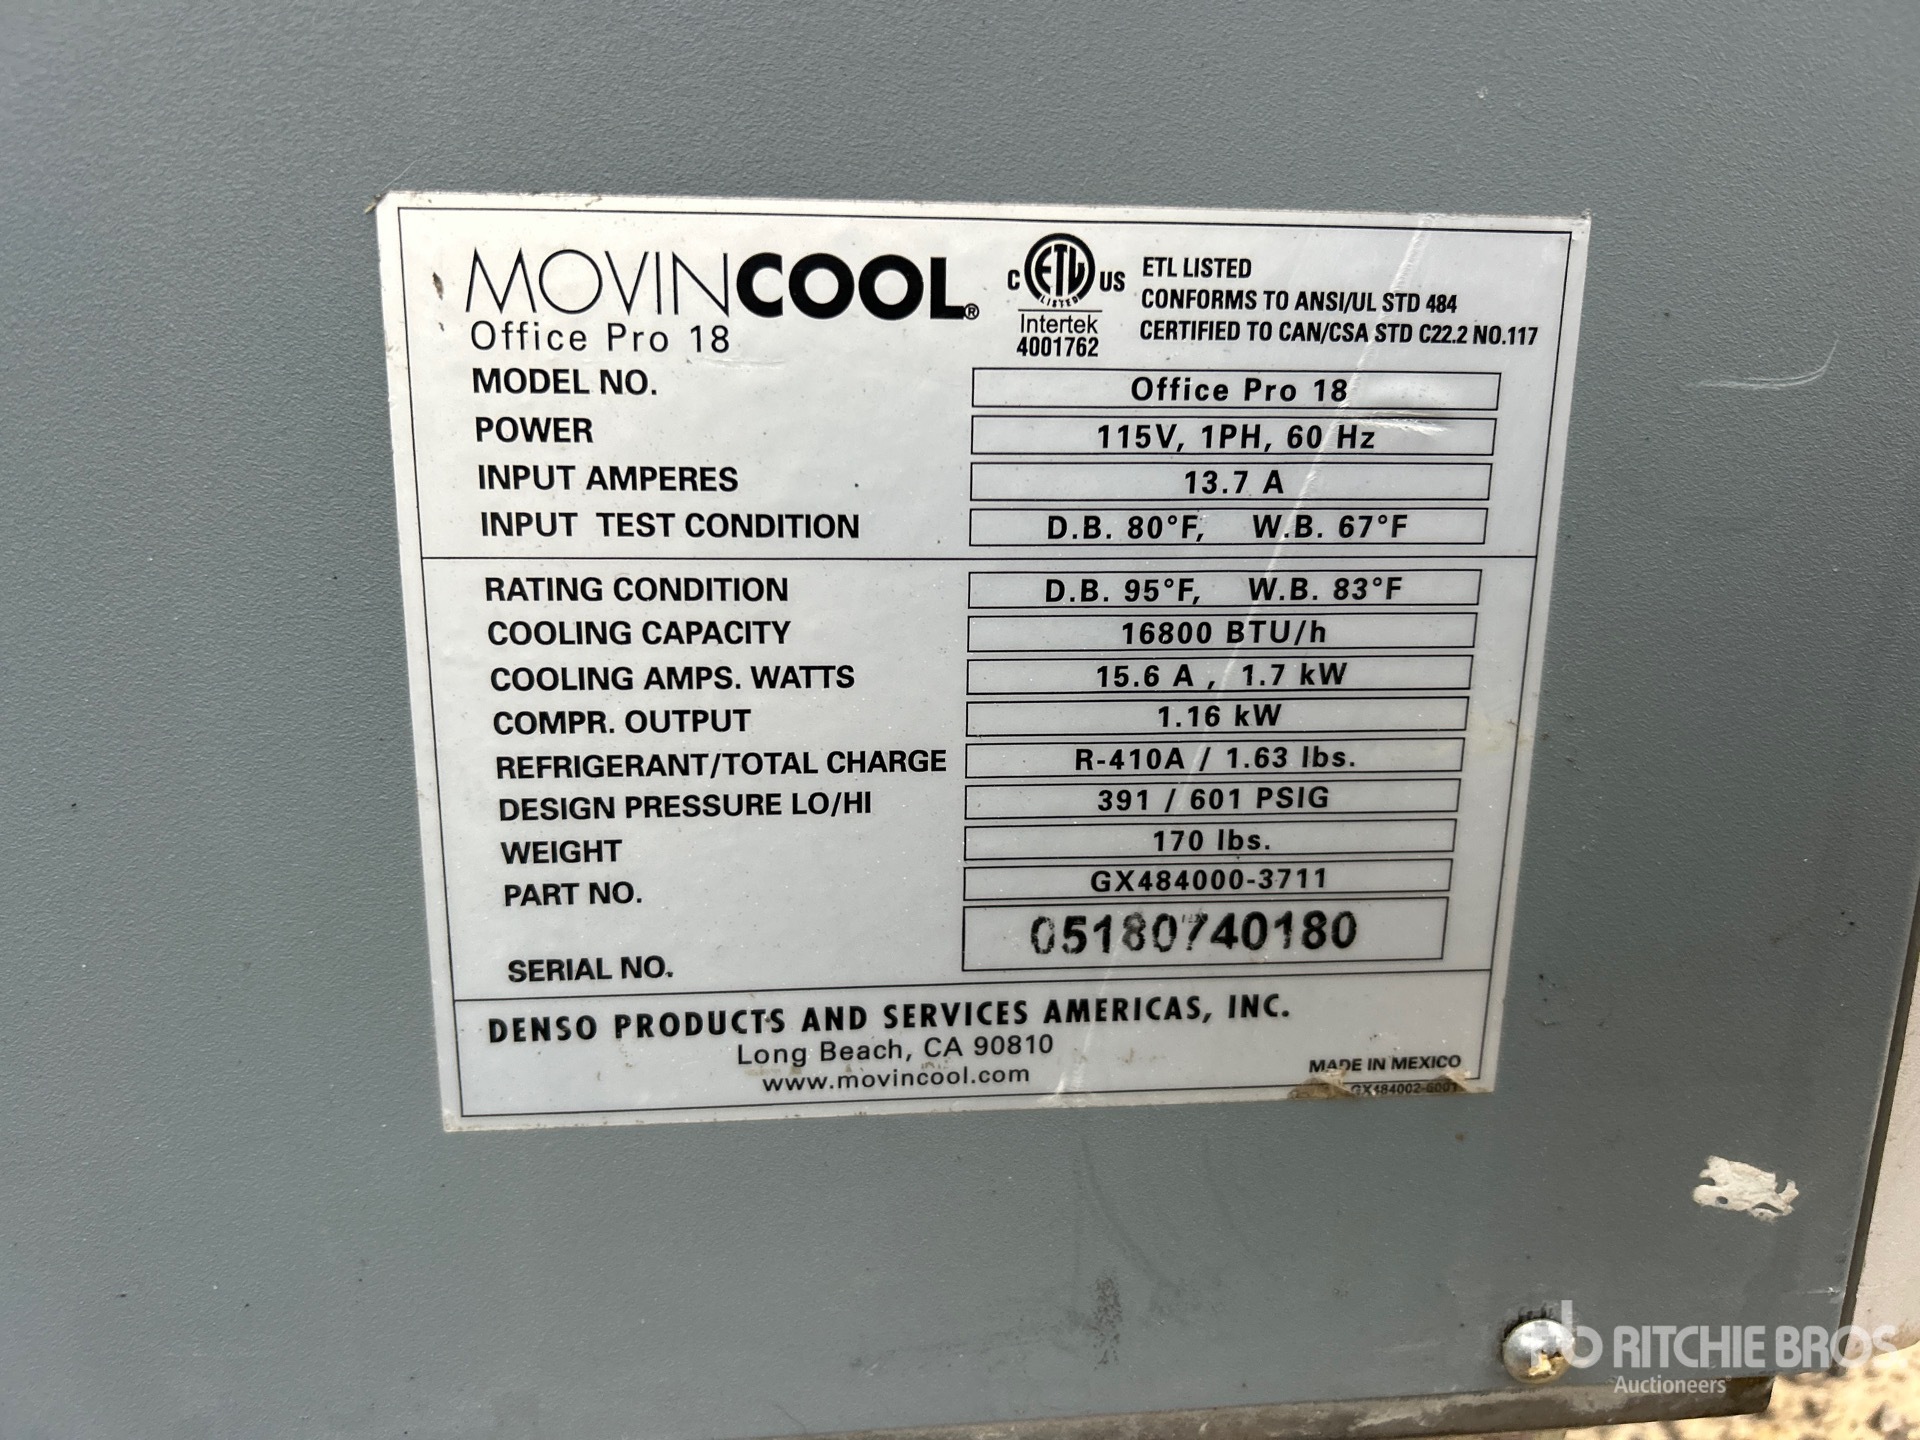 MOVINCOOL®
Office Pro 18
C ETL LISTED US
Intertek
4001762
ETL LISTED
CONFORMS TO ANSI/UL STD 484
CERTIFIED TO CAN/CSA STD C22.2 NO.117
MODEL NO. Office Pro 18
POWER 115V, 1PH, 60 Hz
INPUT AMPERES 13.7 A
INPUT TEST CONDITION D.B. 80°F, W.B. 67°F
RATING CONDITION D.B. 95°F, W.B. 83°F
COOLING CAPACITY 16800 BTU/h
COOLING AMPS. WATTS 15.6 A , 1.7 kW
COMPR. OUTPUT 1.16 kW
REFRIGERANT/TOTAL CHARGE R-410A / 1.63 lbs.
DESIGN PRESSURE LO/HI 391 / 601 PSIG
WEIGHT 170 lbs.
PART NO. GX484000-3711
SERIAL NO. 05180740180
DENSO PRODUCTS AND SERVICES AMERICAS, INC.
Long Beach, CA 90810
www.movincool.com
MADE IN MEXICO
GX484002-6001
rb RITCHIE BROS
Auctioneers